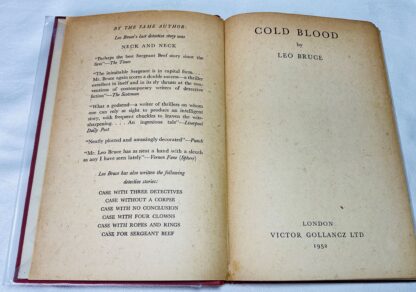 BY THE SAME AUTHOR:
Leo Bruce's last detective story was
NECK AND NECK
"Perhaps the best Sergeant Beef story since the first"—The Times
"The inimitable Sergeant is in capital form. . . .
Mr. Bruce again scores a double success—a thriller
excellent in itself and in its sly thrusts at the con-
ventions of contemporary writers of detective
fiction"—The Scotsman
"What a godsend—a writer of thrillers on whom
one can rely at sight to produce an intelligent
story, with frequent chuckles to leaven the wits-
sharpening. . . . An ingenious tale"—Liverpool
Daily Post
"Neatly plotted and amusingly decorated"—Punch
"Mr. Leo Bruce has as neat a hand with a sleuth
as any I have seen lately"—Vernon Fane (Sphere)
Leo Bruce has also written the following
detective stories:
CASE WITH THREE DETECTIVES
CASE WITHOUT A CORPSE
CASE WITH NO CONCLUSION
CASE WITH FOUR CLOWNS
CASE WITH ROPES AND RINGS
CASE FOR SERGEANT BEEF
COLD BLOOD
by
LEO BRUCE
LONDON
VICTOR GOLLANCZ LTD
1952